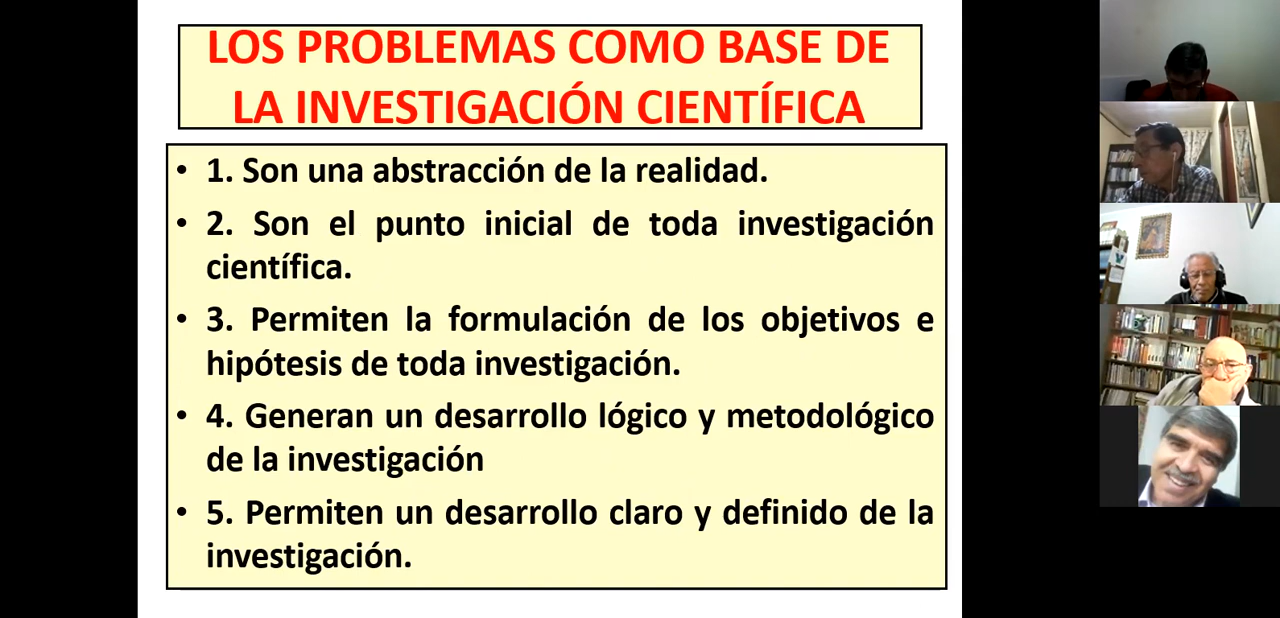 LOS PROBLEMAS COMO BASE DE
LA INVESTIGACIÓN CIENTÍFICA
• 1. Son una abstracción de la realidad.
• 2. Son el punto inicial de toda investigación
científica.
• 3. Permiten la formulación de los objetivos e
hipótesis de toda investigación.
• 4. Generan un desarrollo lógico y metodológico
de la investigación
• 5. Permiten un desarrollo claro y definido de la
investigación.